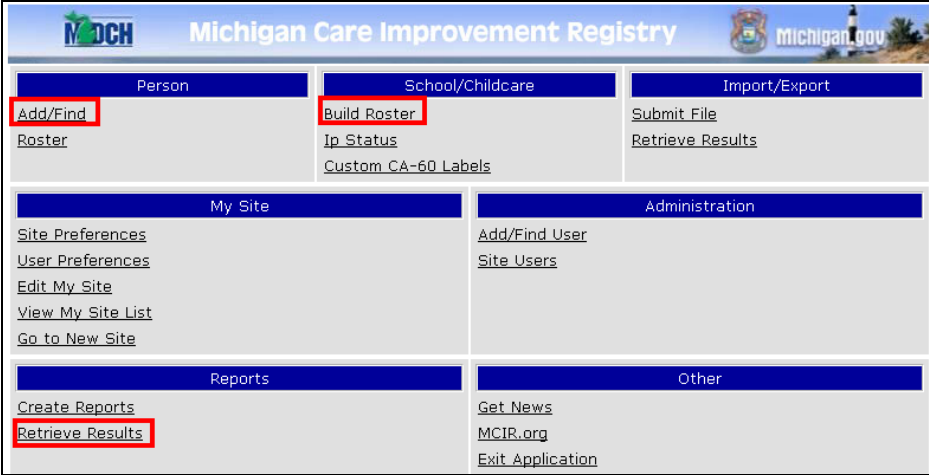 MDCH Michigan Care Improvement Registry Michigan.gov
Person School/Childcare Import/Export
Add/Find Build Roster Submit File
Roster Ip Status Retrieve Results
Custom CA-60 Labels
My Site Administration
Site Preferences Add/Find User
User Preferences Site Users
Edit My Site
View My Site List
Go to New Site
Reports Other
Create Reports Get News
Retrieve Results MCIR.org
Exit Application